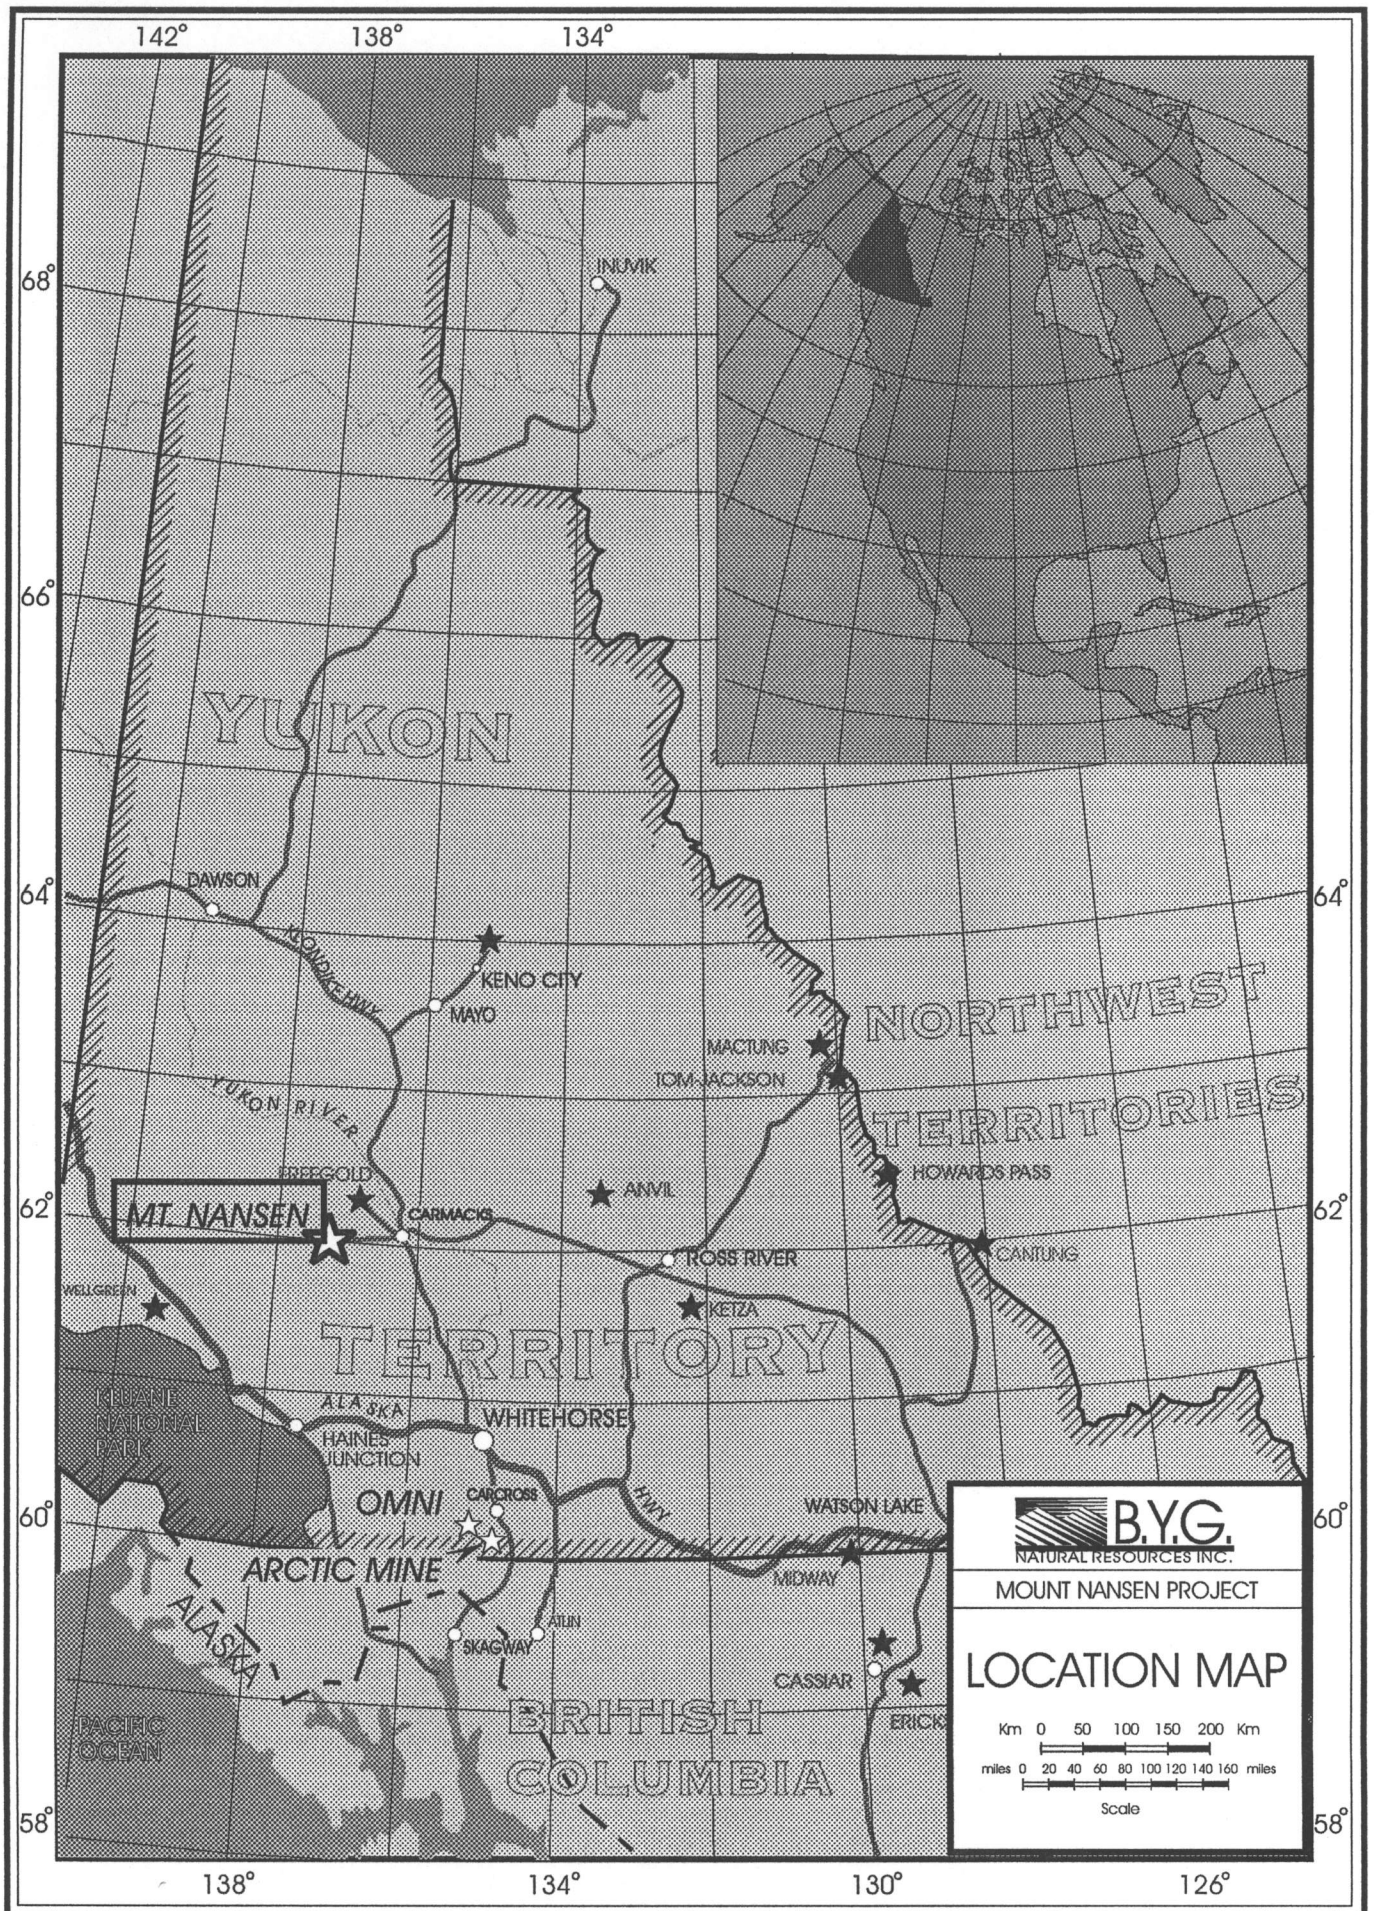 142° 138° 134°
68°
INUVIK
66°
YUKON
64°
DAWSON
64°
KLONDIKE HWY
KENO CITY
MAYO
NORTHWEST
MACTUNG
TOM-JACKSON
YUKON RIVER
TERRITORIES
FREEGOLD
HOWARDS PASS
ANVIL
62°
MT. NANSEN
CARMACKS
62°
ROSS RIVER
CANTUNG
WELLGREEN
KETZA
TERRITORY
KLUANE
NATIONAL
PARK
ALASKA
WHITEHORSE
HAINES
JUNCTION
OMNI
CARCROSS
HWY
WATSON LAKE
60°
60°
ARCTIC MINE
MIDWAY
ALASKA
ATLIN
SKAGWAY
CASSIAR
BRITISH
ERICK
PACIFIC
OCEAN
COLUMBIA
58°
58°
B.Y.G.
NATURAL RESOURCES INC.
MOUNT NANSEN PROJECT
LOCATION MAP
Km 0 50 100 150 200 Km
miles 0 20 40 60 80 100 120 140 160 miles
Scale
138° 134° 130° 126°